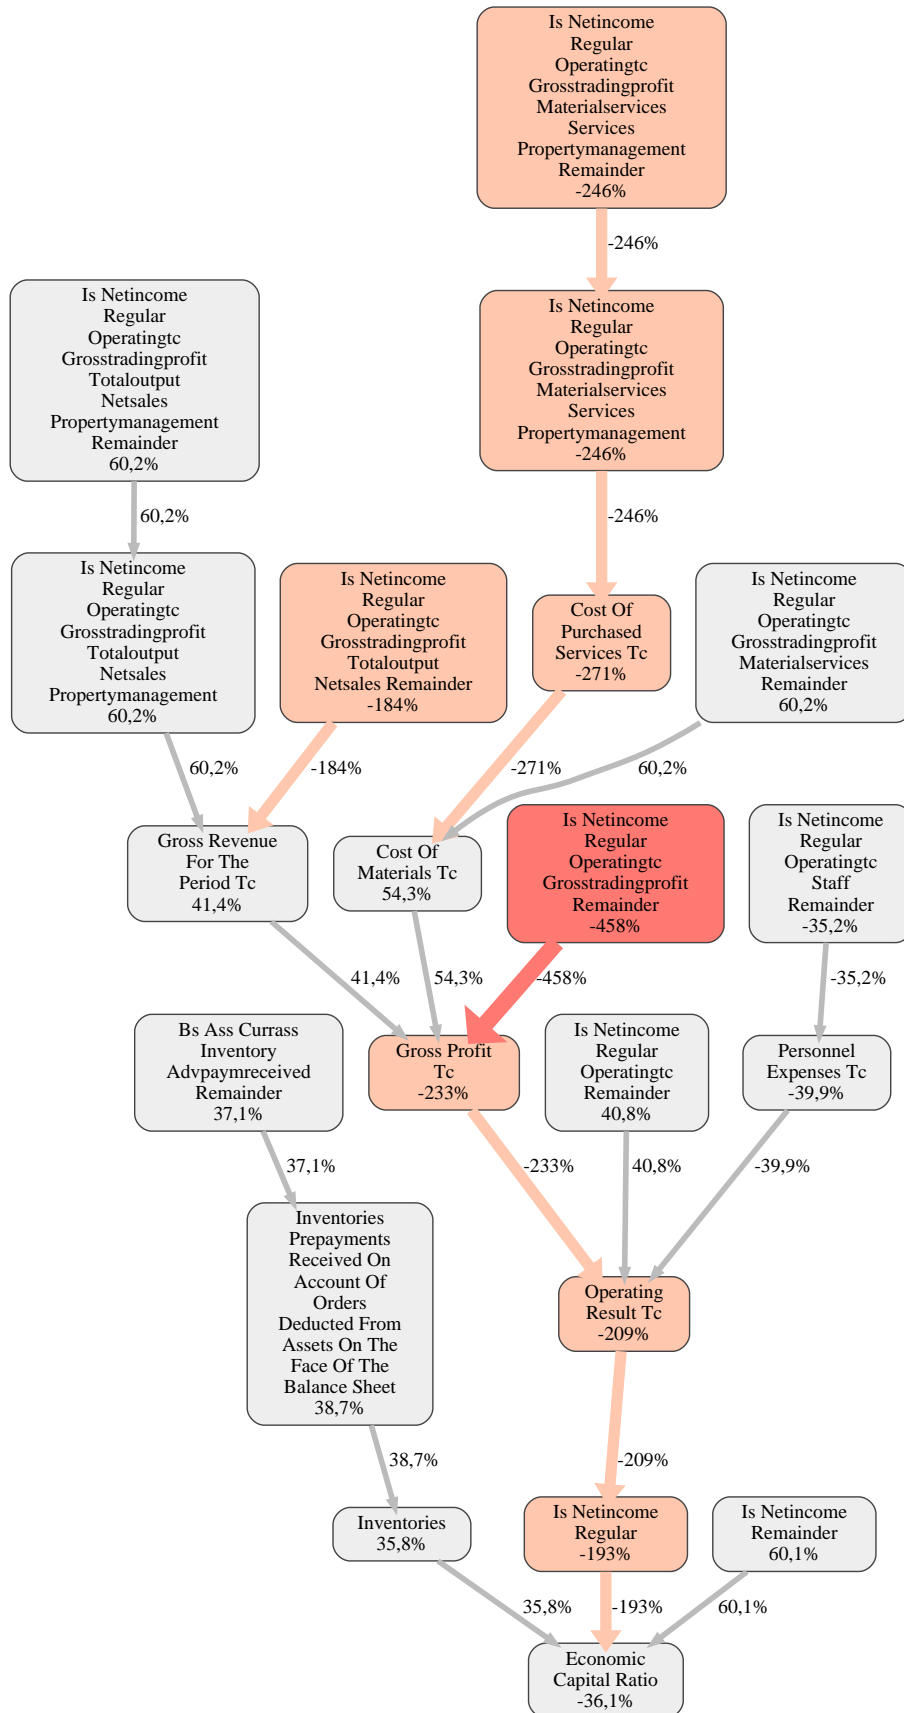 Is Netincome
Regular
Operatingtc
Grosstradingprofit
Materialservices
Services
Propertymanagement
Remainder
-246%
-246%
Is Netincome
Regular
Operatingtc
Grosstradingprofit
Totaloutput
Netsales
Propertymanagement
Remainder
60,2%
Is Netincome
Regular
Operatingtc
Grosstradingprofit
Materialservices
Services
Propertymanagement
-246%
60,2%
-246%
Is Netincome
Regular
Operatingtc
Grosstradingprofit
Totaloutput
Netsales
Propertymanagement
60,2%
Is Netincome
Regular
Operatingtc
Grosstradingprofit
Totaloutput
Netsales Remainder
-184%
Cost Of
Purchased
Services Tc
-271%
Is Netincome
Regular
Operatingtc
Grosstradingprofit
Materialservices
Remainder
60,2%
60,2%
-184%
-271%
60,2%
Gross Revenue
For The
Period Tc
41,4%
Cost Of
Materials Tc
54,3%
Is Netincome
Regular
Operatingtc
Grosstradingprofit
Remainder
-458%
Is Netincome
Regular
Operatingtc
Staff
Remainder
-35,2%
41,4%
54,3%
-458%
-35,2%
Bs Ass Currass
Inventory
Advpaymreceived
Remainder
37,1%
Gross Profit
Tc
-233%
Is Netincome
Regular
Operatingtc
Remainder
40,8%
Personnel
Expenses Tc
-39,9%
37,1%
-233%
40,8%
-39,9%
Inventories
Prepayments
Received On
Account Of
Orders
Deducted From
Assets On The
Face Of The
Balance Sheet
38,7%
Operating
Result Tc
-209%
38,7%
-209%
Inventories
35,8%
Is Netincome
Regular
-193%
Is Netincome
Remainder
60,1%
35,8%
-193%
60,1%
Economic
Capital Ratio
-36,1%